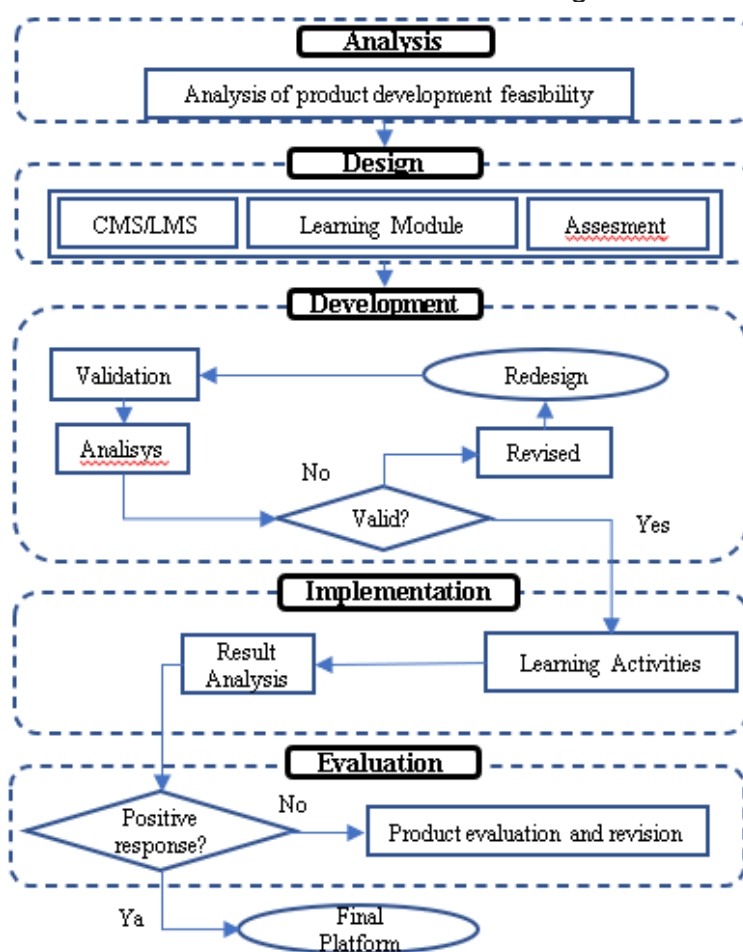 Analysis
Analysis of product development feasibility
Design
CMS/LMS
Learning Module
Assesment
Development
Validation
Redesign
Analisys
Revised
No
Valid?
Yes
Implementation
Result
Analysis
Learning Activities
Evaluation
Positive
response?
No
Product evaluation and revision
Ya
Final
Platform